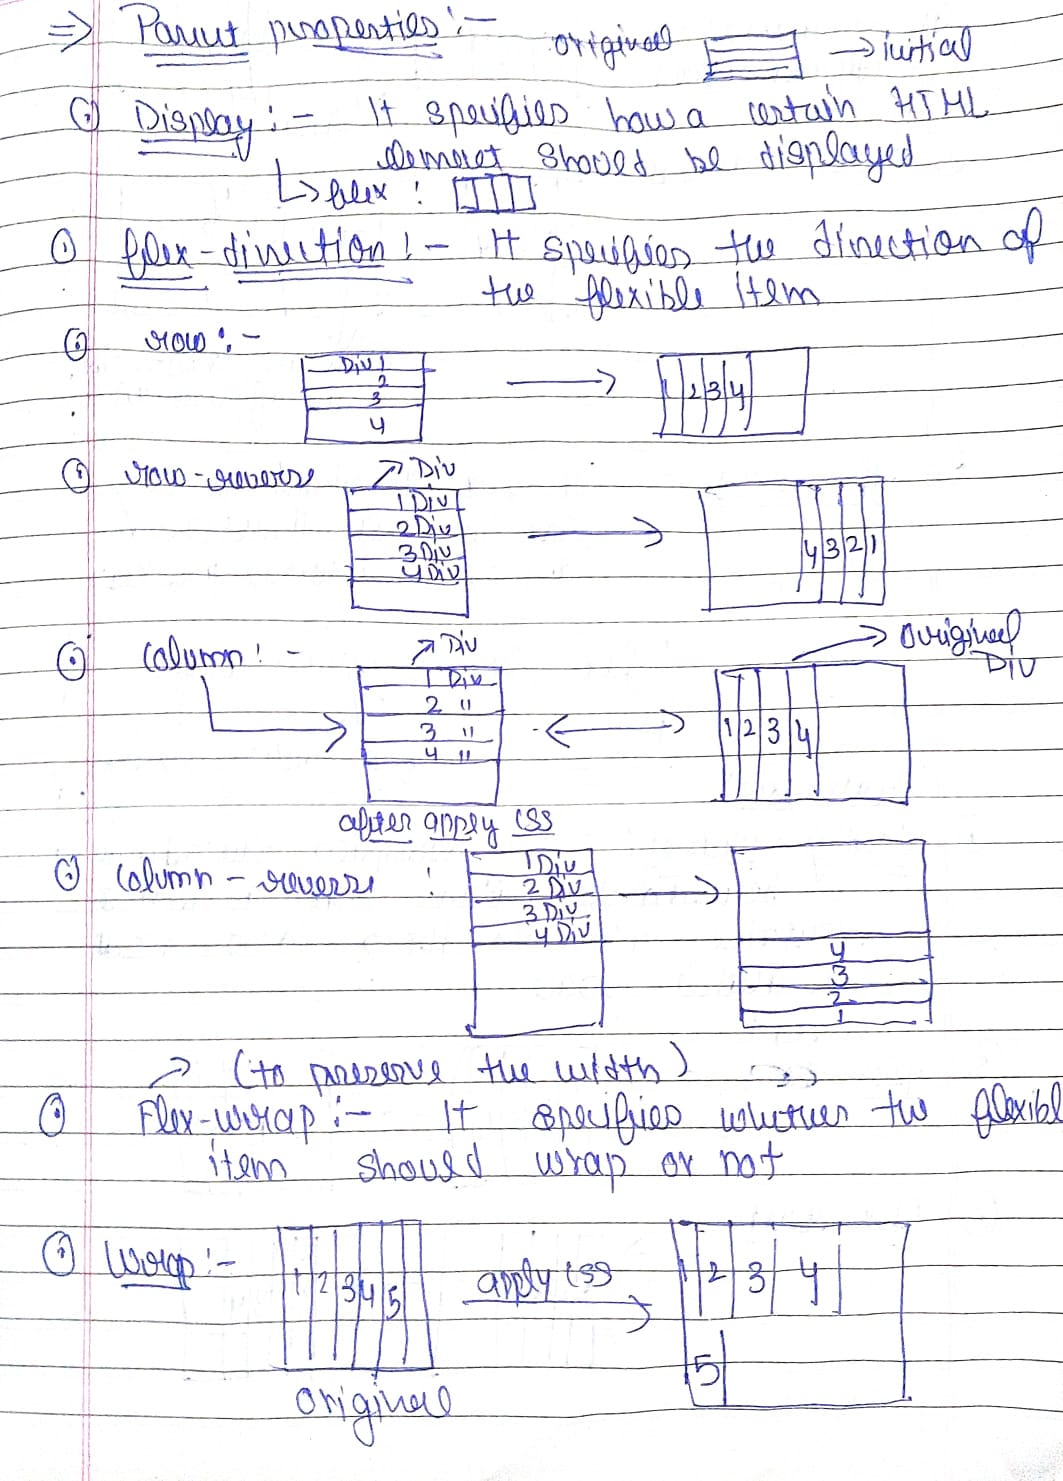 ⇒ Parent properties :- original → initial
Display :- It specifies how a certain HTML
element should be displayed
↳ flex :
① flex-direction :- It specifies the direction of
the flexible item
row :-
Div 1
2
3
4
→
1 2 3 4
row-reverse ↗ Div
1 Div
2 Div
3 Div
4 Div
→
4 3 2 1
column :- ↗ Div → Original
DIV
1 Div
2 "
3 "
4 "
↔
1 2 3 4
after apply CSS
column-reverse :
1 Div
2 Div
3 Div
4 Div
→
4
3
2
1
(to preserve the width)
Flex-wrap :- It specifies whether the flexible
item should wrap or not
Wrap :-
1 2 3 4 5
apply CSS
1 2 3 4
5
original